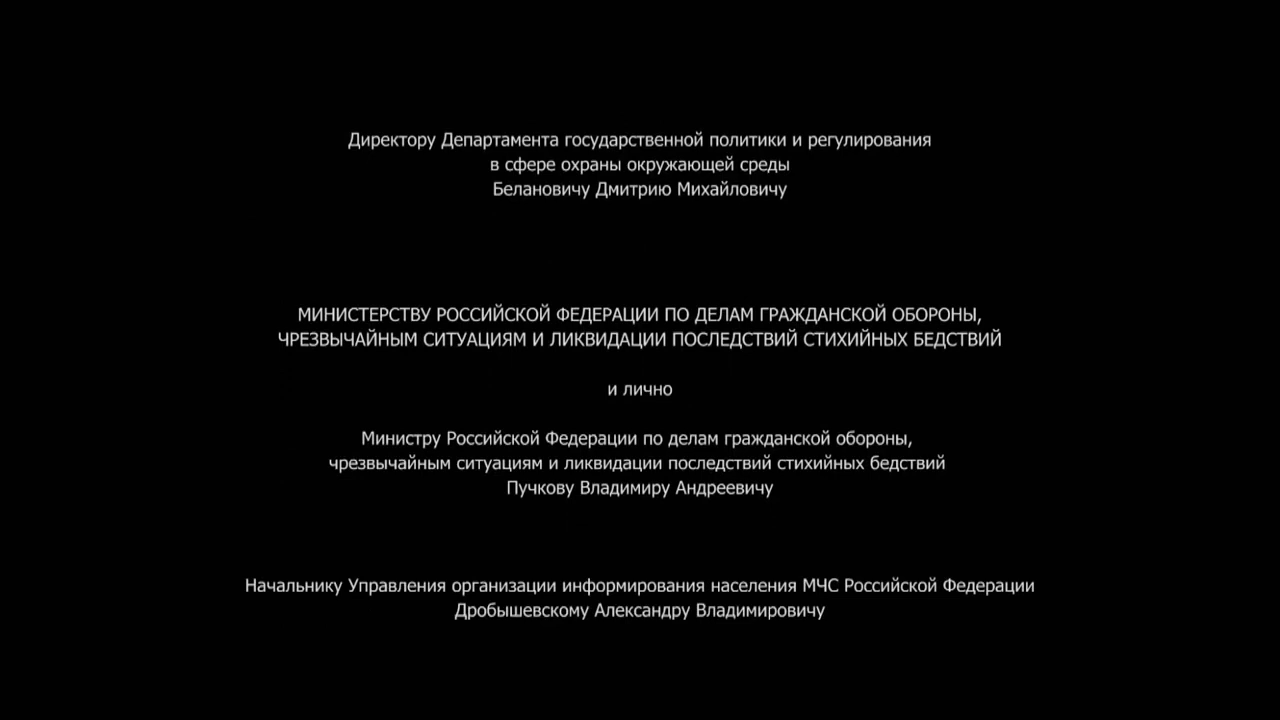 Директору Департамента государственной политики и регулирования
в сфере охраны окружающей среды
Белановичу Дмитрию Михайловичу
МИНИСТЕРСТВУ РОССИЙСКОЙ ФЕДЕРАЦИИ ПО ДЕЛАМ ГРАЖДАНСКОЙ ОБОРОНЫ,
ЧРЕЗВЫЧАЙНЫМ СИТУАЦИЯМ И ЛИКВИДАЦИИ ПОСЛЕДСТВИЙ СТИХИЙНЫХ БЕДСТВИЙ
и лично
Министру Российской Федерации по делам гражданской обороны,
чрезвычайным ситуациям и ликвидации последствий стихийных бедствий
Пучкову Владимиру Андреевичу
Начальнику Управления организации информирования населения МЧС Российской Федерации
Дробышевскому Александру Владимировичу